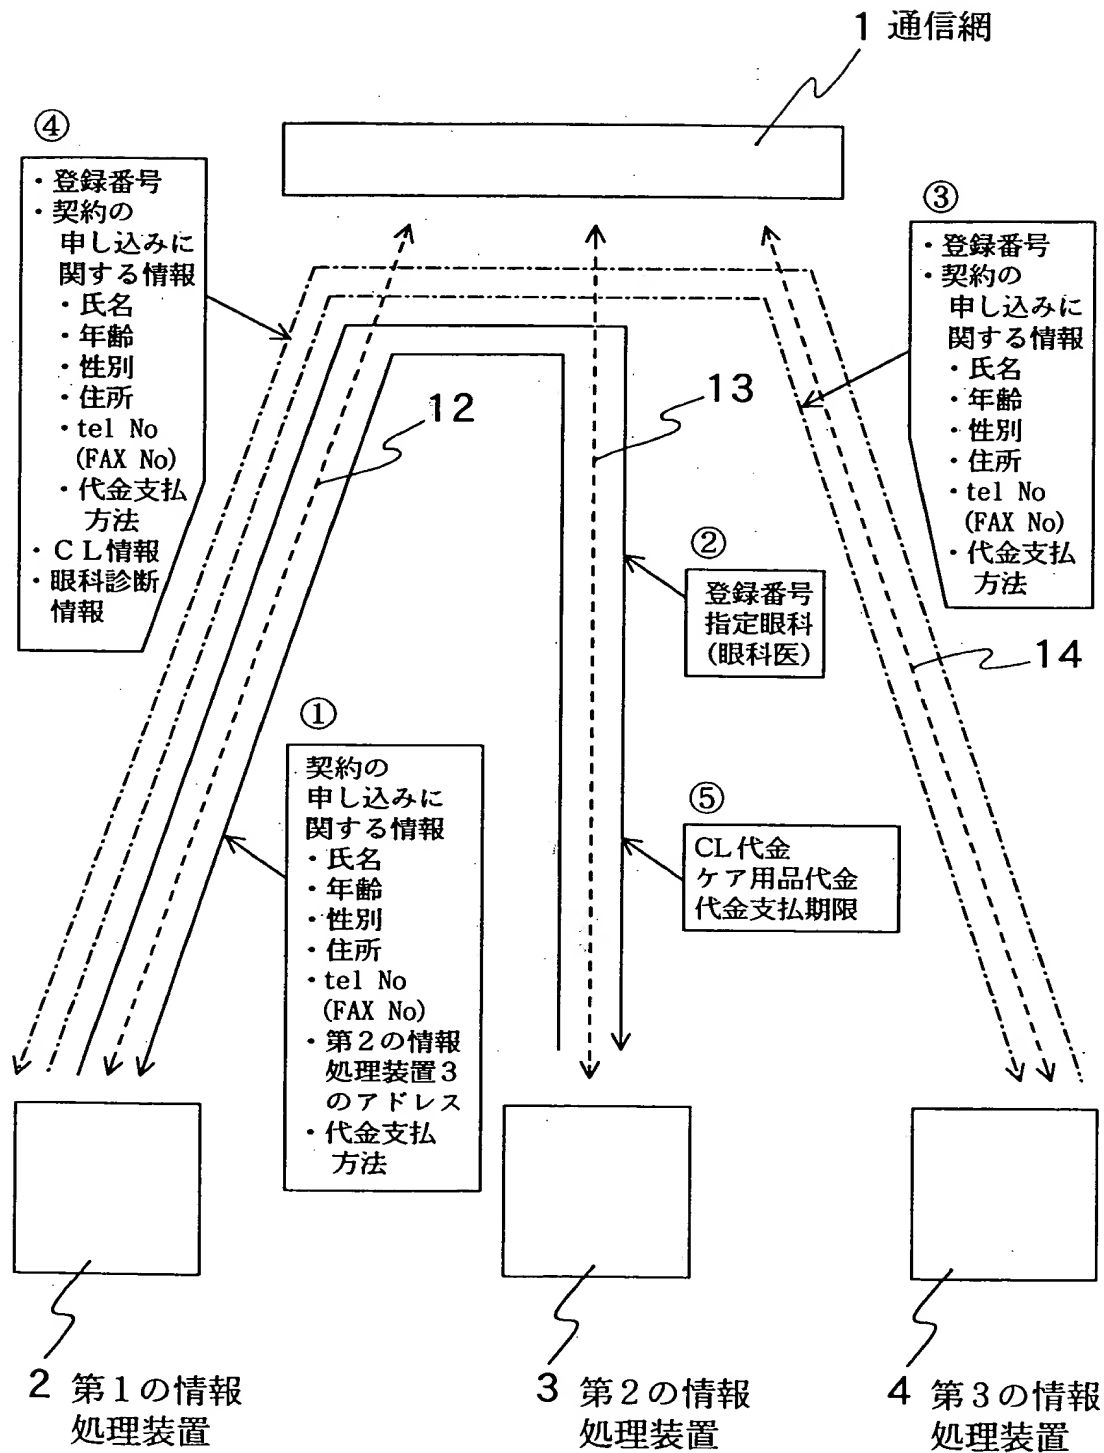 1 通信網
④
・登録番号
・契約の
申し込みに
関する情報
・氏名
・年齢
・性別
・住所
・tel No
(FAX No)
・代金支払
方法
・CL情報
・眼科診断
情報
③
・登録番号
・契約の
申し込みに
関する情報
・氏名
・年齢
・性別
・住所
・tel No
(FAX No)
・代金支払
方法
12
13
②
登録番号
指定眼科
(眼科医)
14
①
契約の
申し込みに
関する情報
・氏名
・年齢
・性別
・住所
・tel No
(FAX No)
・第2の情報
処理装置3
のアドレス
・代金支払
方法
⑤
CL代金
ケア用品代金
代金支払期限
2 第1の情報
処理装置
3 第2の情報
処理装置
4 第3の情報
処理装置